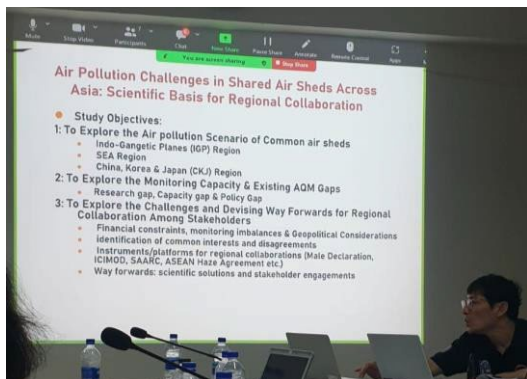 Mute
Stop Video
Participants
Chat
New Share
Pause Share
Annotate
Remote Control
Apps
You are screen sharing
Stop Share
Air Pollution Challenges in Shared Air Sheds Across
Asia: Scientific Basis for Regional Collaboration
Study Objectives:
1: To Explore the Air pollution Scenario of Common air sheds
Indo-Gangetic Planes (IGP) Region
SEA Region
China, Korea & Japan (CKJ) Region
2: To Explore the Monitoring Capacity & Existing AQM Gaps
Research gap, Capacity gap & Policy Gap
3: To Explore the Challenges and Devising Way Forwards for Regional
Collaboration Among Stakeholders
Financial constraints, monitoring imbalances & Geopolitical Considerations
identification of common interests and disagreements
Instruments/platforms for regional collaborations (Male Declaration,
ICIMOD, SAARC, ASEAN Haze Agreement etc.)
Way forwards: scientific solutions and stakeholder engagements